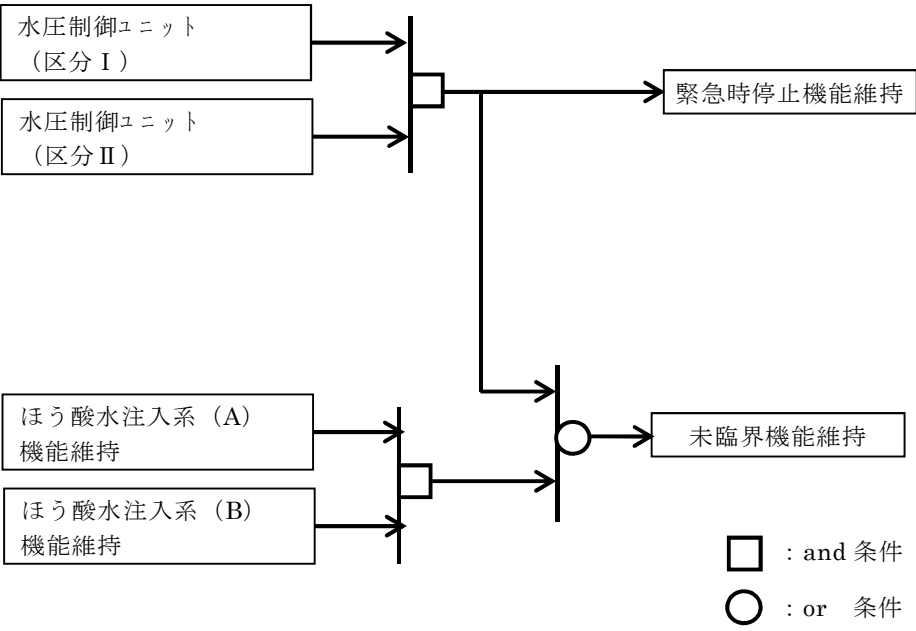 水圧制御ユニット
（区分Ⅰ）
緊急時停止機能維持
水圧制御ユニット
（区分Ⅱ）
ほう酸水注入系（A）
機能維持
未臨界機能維持
ほう酸水注入系（B）
機能維持
：and 条件
：or　条件